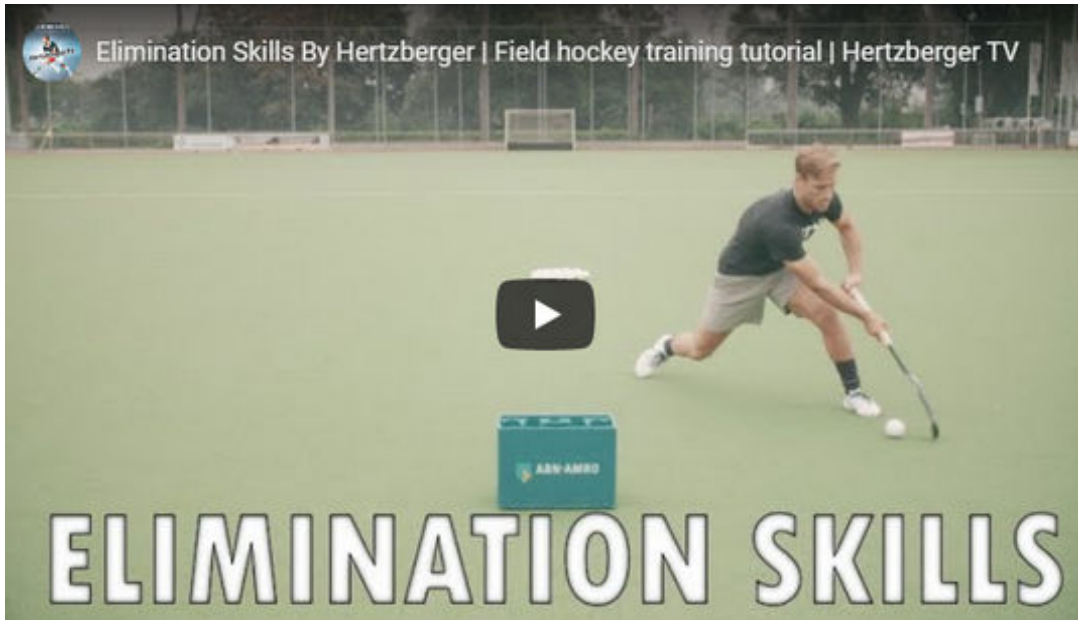 Elimination Skills By Hertzberger | Field hockey training tutorial | Hertzberger TV
ABN·AMRO
ELIMINATION SKILLS